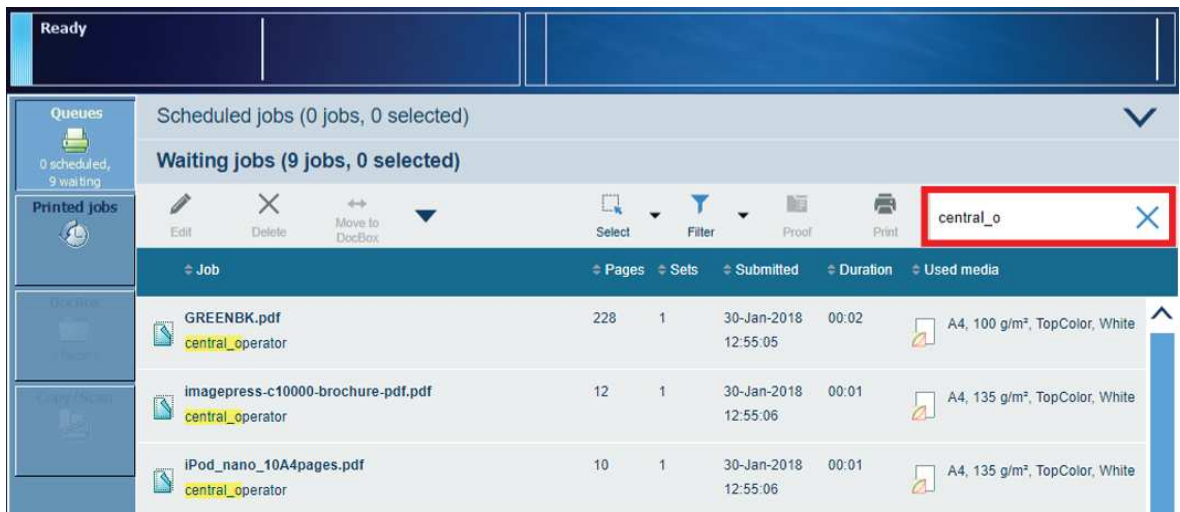 Ready
Queues
0 scheduled,
9 waiting
Printed jobs
Scheduled jobs (0 jobs, 0 selected)
Waiting jobs (9 jobs, 0 selected)
Edit
Delete
Move to
DocBox
Select
Filter
Proof
Print
central_o
Job Pages Sets Submitted Duration Used media
GREENBK.pdf 228 1 30-Jan-2018 00:02 A4, 100 g/m², TopColor, White
central_operator 12:55:05
imagepress-c10000-brochure-pdf.pdf 12 1 30-Jan-2018 00:01 A4, 135 g/m², TopColor, White
central_operator 12:55:06
iPod_nano_10A4pages.pdf 10 1 30-Jan-2018 00:01 A4, 135 g/m², TopColor, White
central_operator 12:55:06
DocBox
Copy/Scan